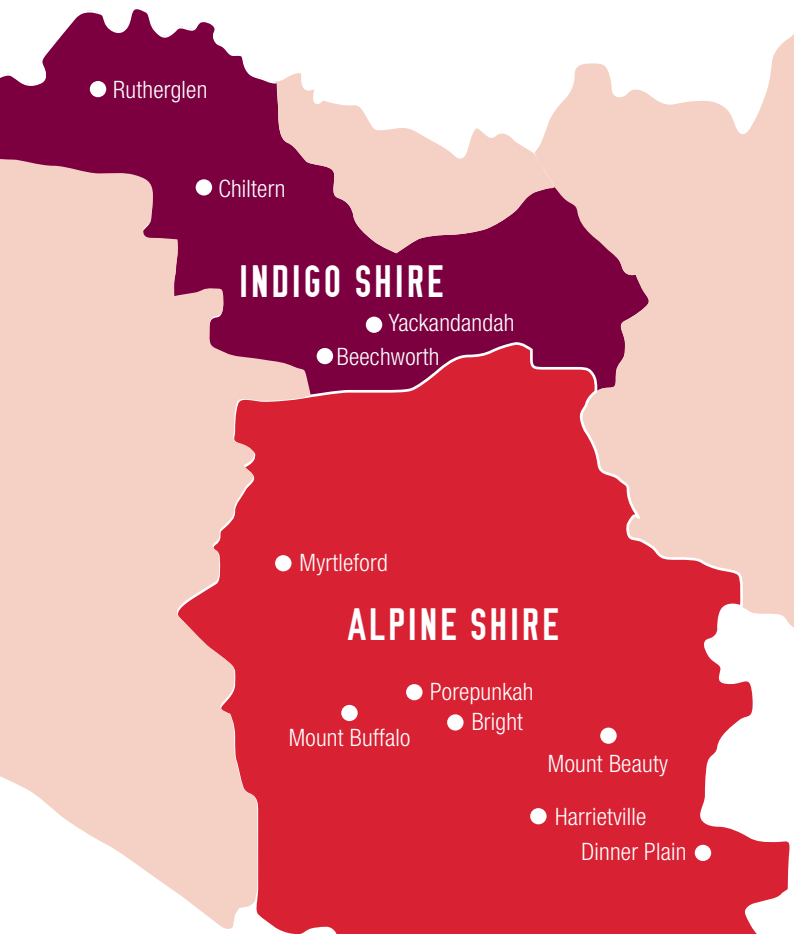 Rutherglen
Chiltern
INDIGO SHIRE
Yackandandah
Beechworth
Myrtleford
ALPINE SHIRE
Porepunkah
Bright
Mount Buffalo
Mount Beauty
Harrietville
Dinner Plain